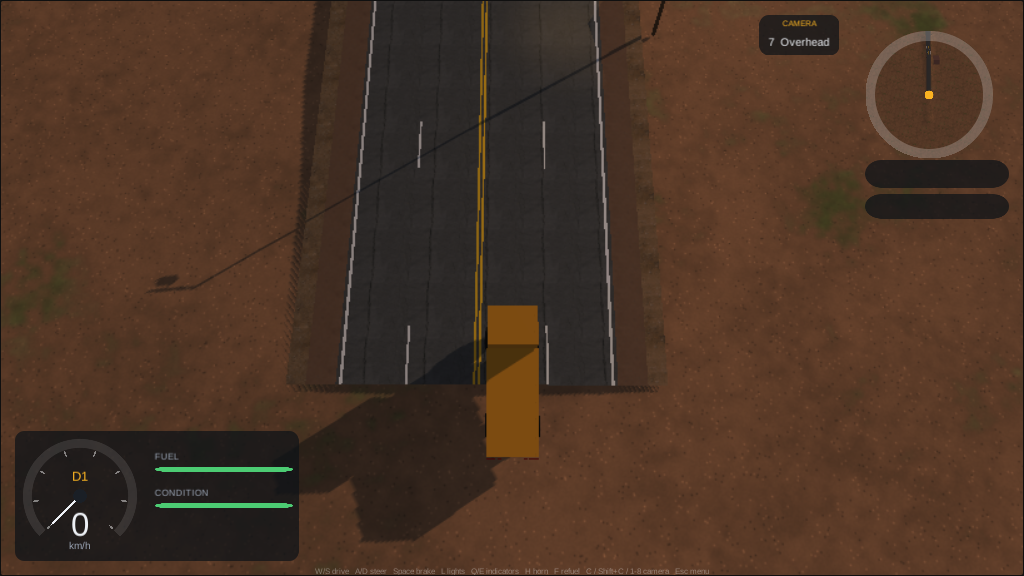 CAMERA
7 Overhead
D1
0
km/h
FUEL
CONDITION
W/S drive A/D steer Space brake L lights Q/E indicators H horn F refuel C / Shift+C / 1-8 camera Esc menu